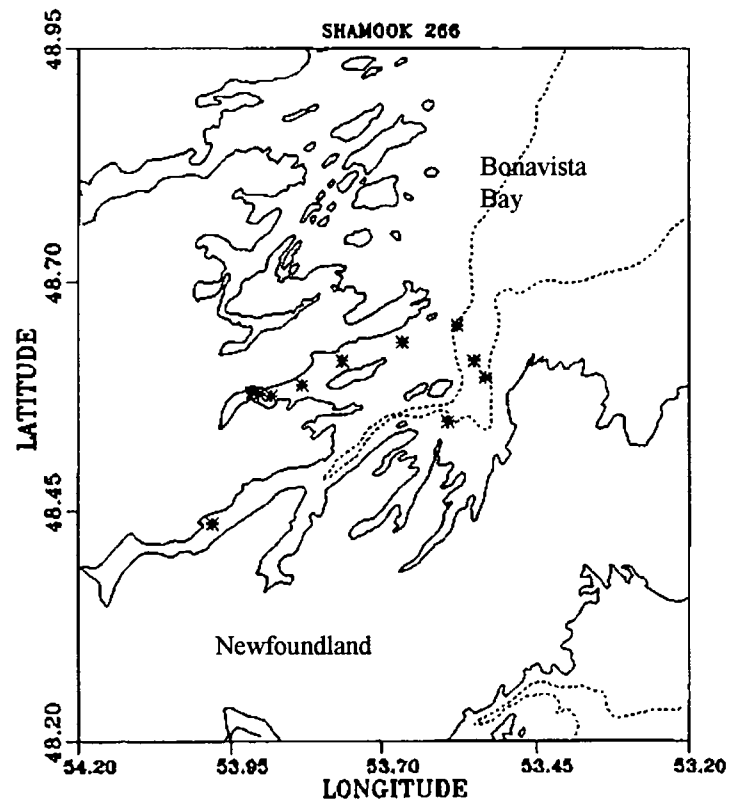 SHAMOOK 266
48.95
Bonavista
Bay
48.70
LATITUDE
48.45
Newfoundland
48.20
54.20 53.95 53.70 53.45 53.20
LONGITUDE